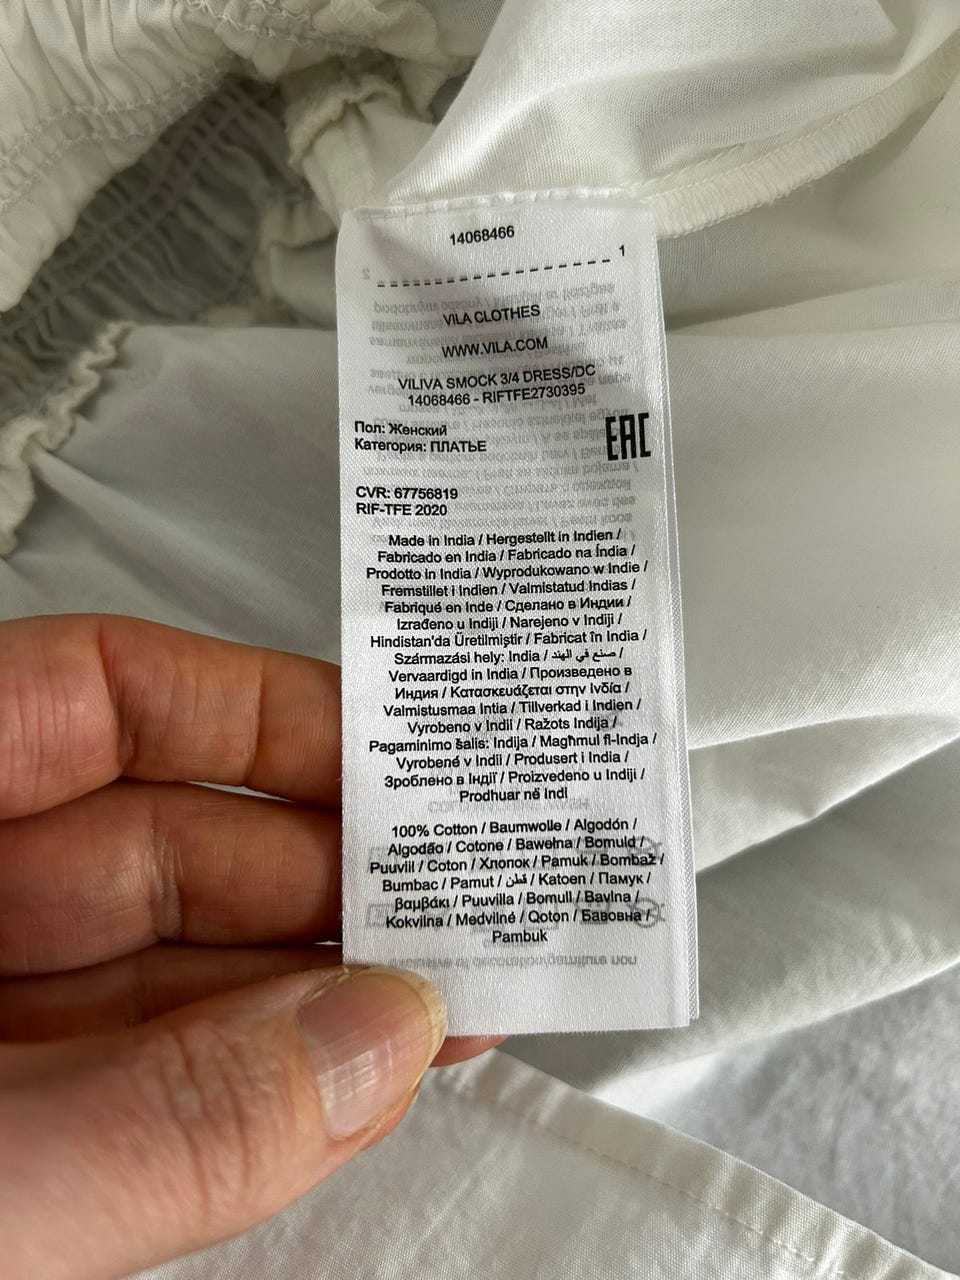 14068466
1
2
VILA CLOTHES
WWW.VILA.COM
VILIVA SMOCK 3/4 DRESS/DC
14068466 - RIFTFE2730395
Пол: Женский
Категория: ПЛАТЬЕ
EAC
CVR: 67756819
RIF-TFE 2020
Made in India / Hergestellt in Indien /
Fabricado en India / Fabricado na Índia /
Prodotto in India / Wyprodukowano w Indie /
Fremstillet i Indien / Valmistatud Indias /
Fabriqué en Inde / Сделано в Индии /
Izrađeno u Indiji / Narejeno v Indiji /
Hindistan'da Üretilmiştir / Fabricat în India /
Származási hely: India / صنع في الهند /
Vervaardigd in India / Произведено в
Индия / Κατασκευάζεται στην Ινδία /
Valmistusmaa Intia / Tillverkad i Indien /
Vyrobeno v Indii / Ražots Indija /
Pagaminimo šalis: Indija / Magħmul fl-Indja /
Vyrobené v Indii / Produsert i India /
Зроблено в Індії / Proizvedeno u Indiji /
Prodhuar në Indi
100% Cotton / Baumwolle / Algodón /
Algodão / Cotone / Bawełna / Bomuld /
Puuvill / Coton / Хлопок / Pamuk / Bombaž /
Bumbac / Pamut / قطن / Katoen / Памук /
βαμβάκι / Puuvilla / Bomull / Bavlna /
Kokvilna / Medvilnė / Qoton / Бавовна /
Pambuk